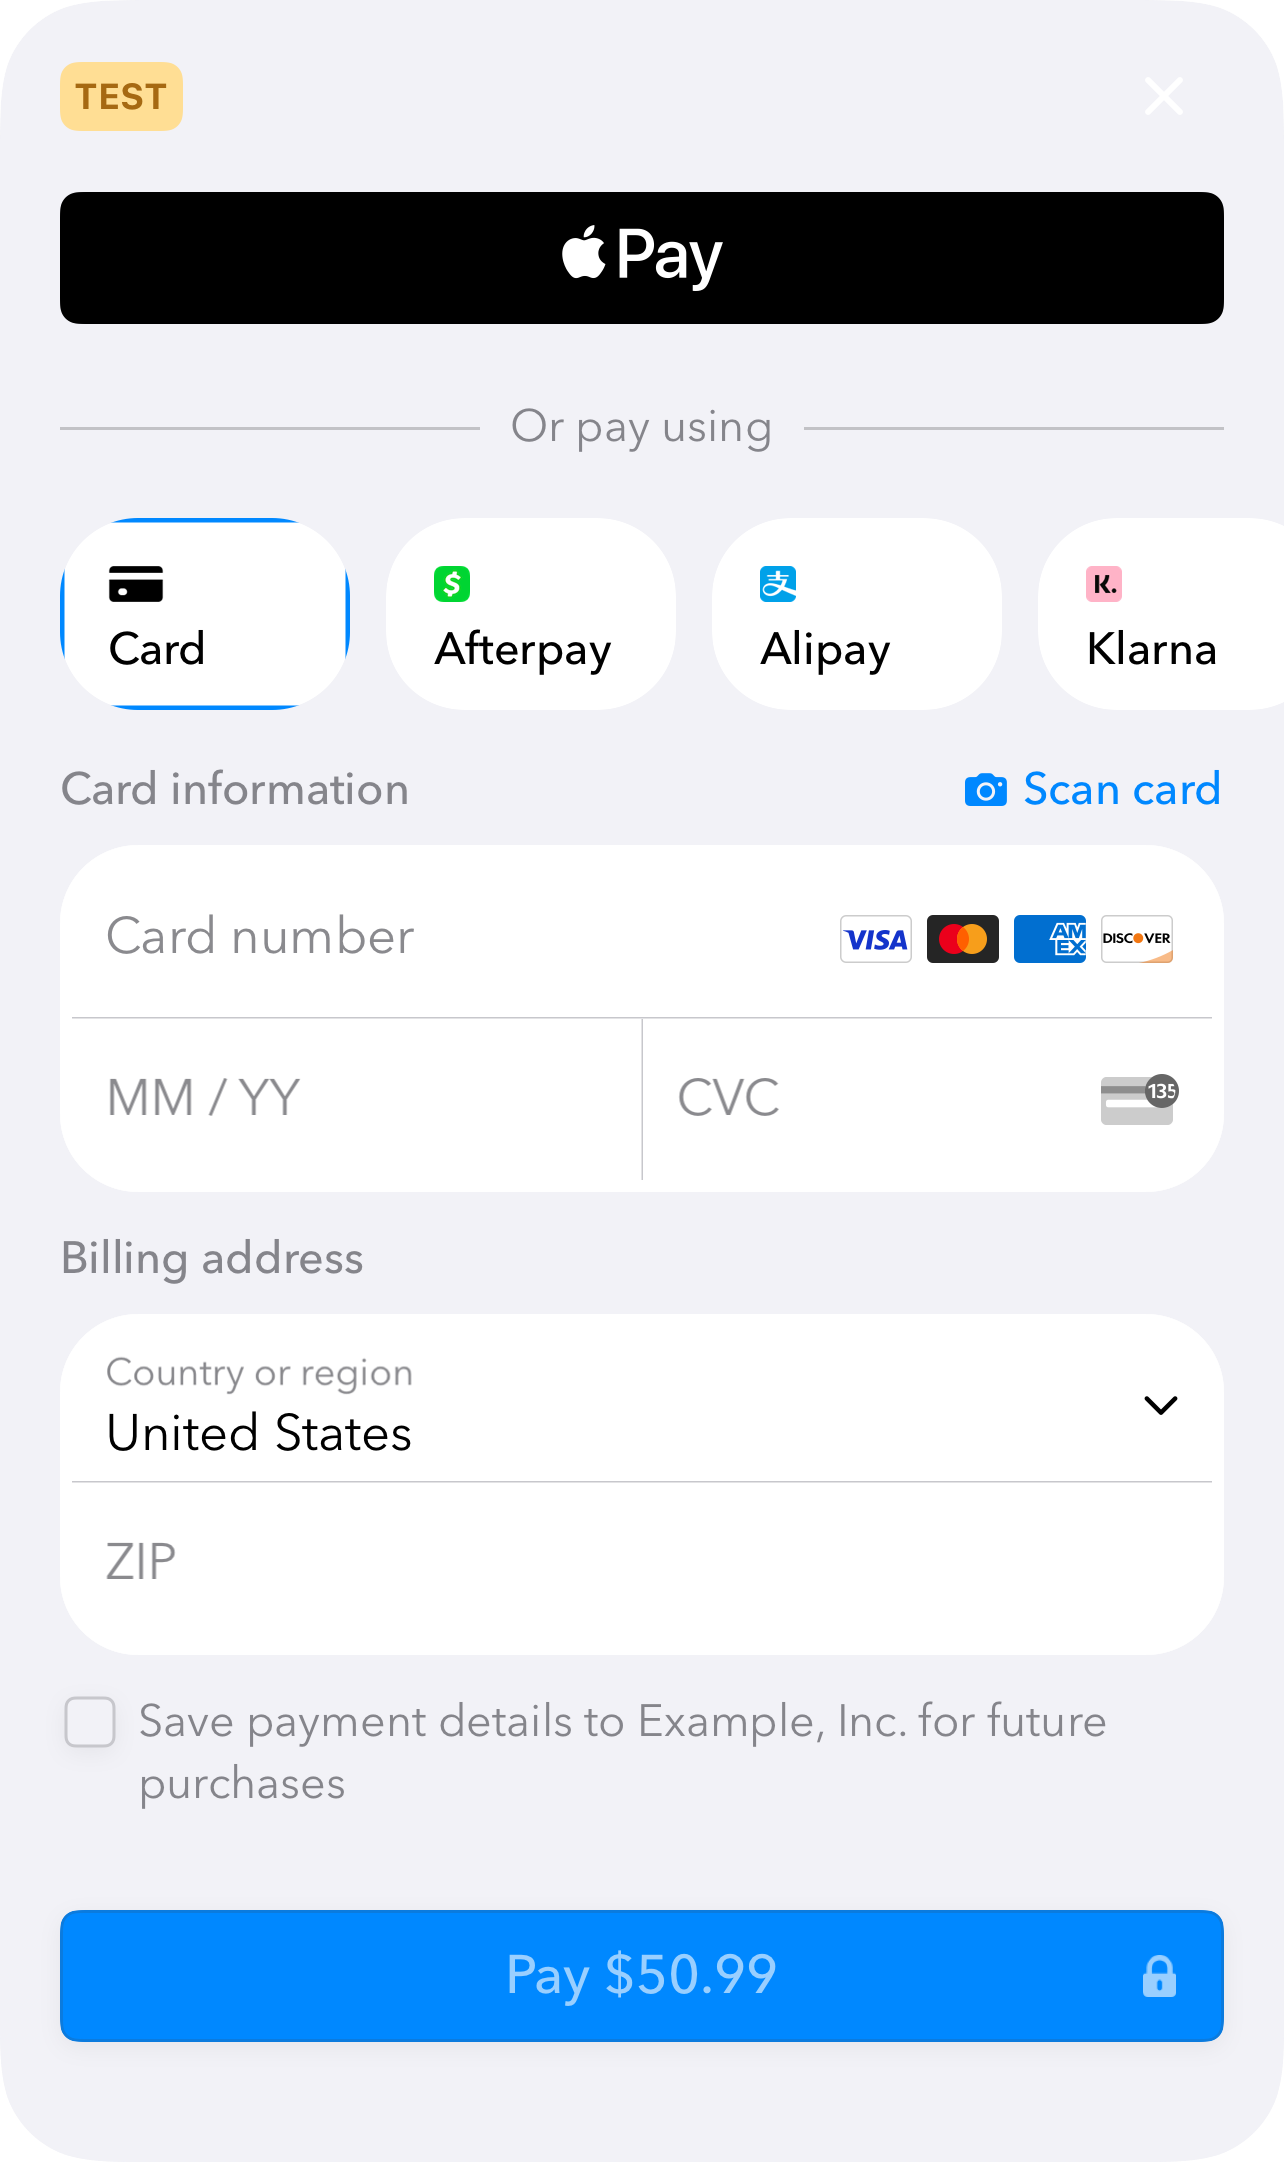 TEST
Pay
Or pay using
Card
Afterpay
Alipay
Klarna
Card information
Scan card
Card number
VISA
AM
EX
DISCOVER
MM / YY
CVC
135
Billing address
Country or region
United States
ZIP
Save payment details to Example, Inc. for future
purchases
Pay $50.99